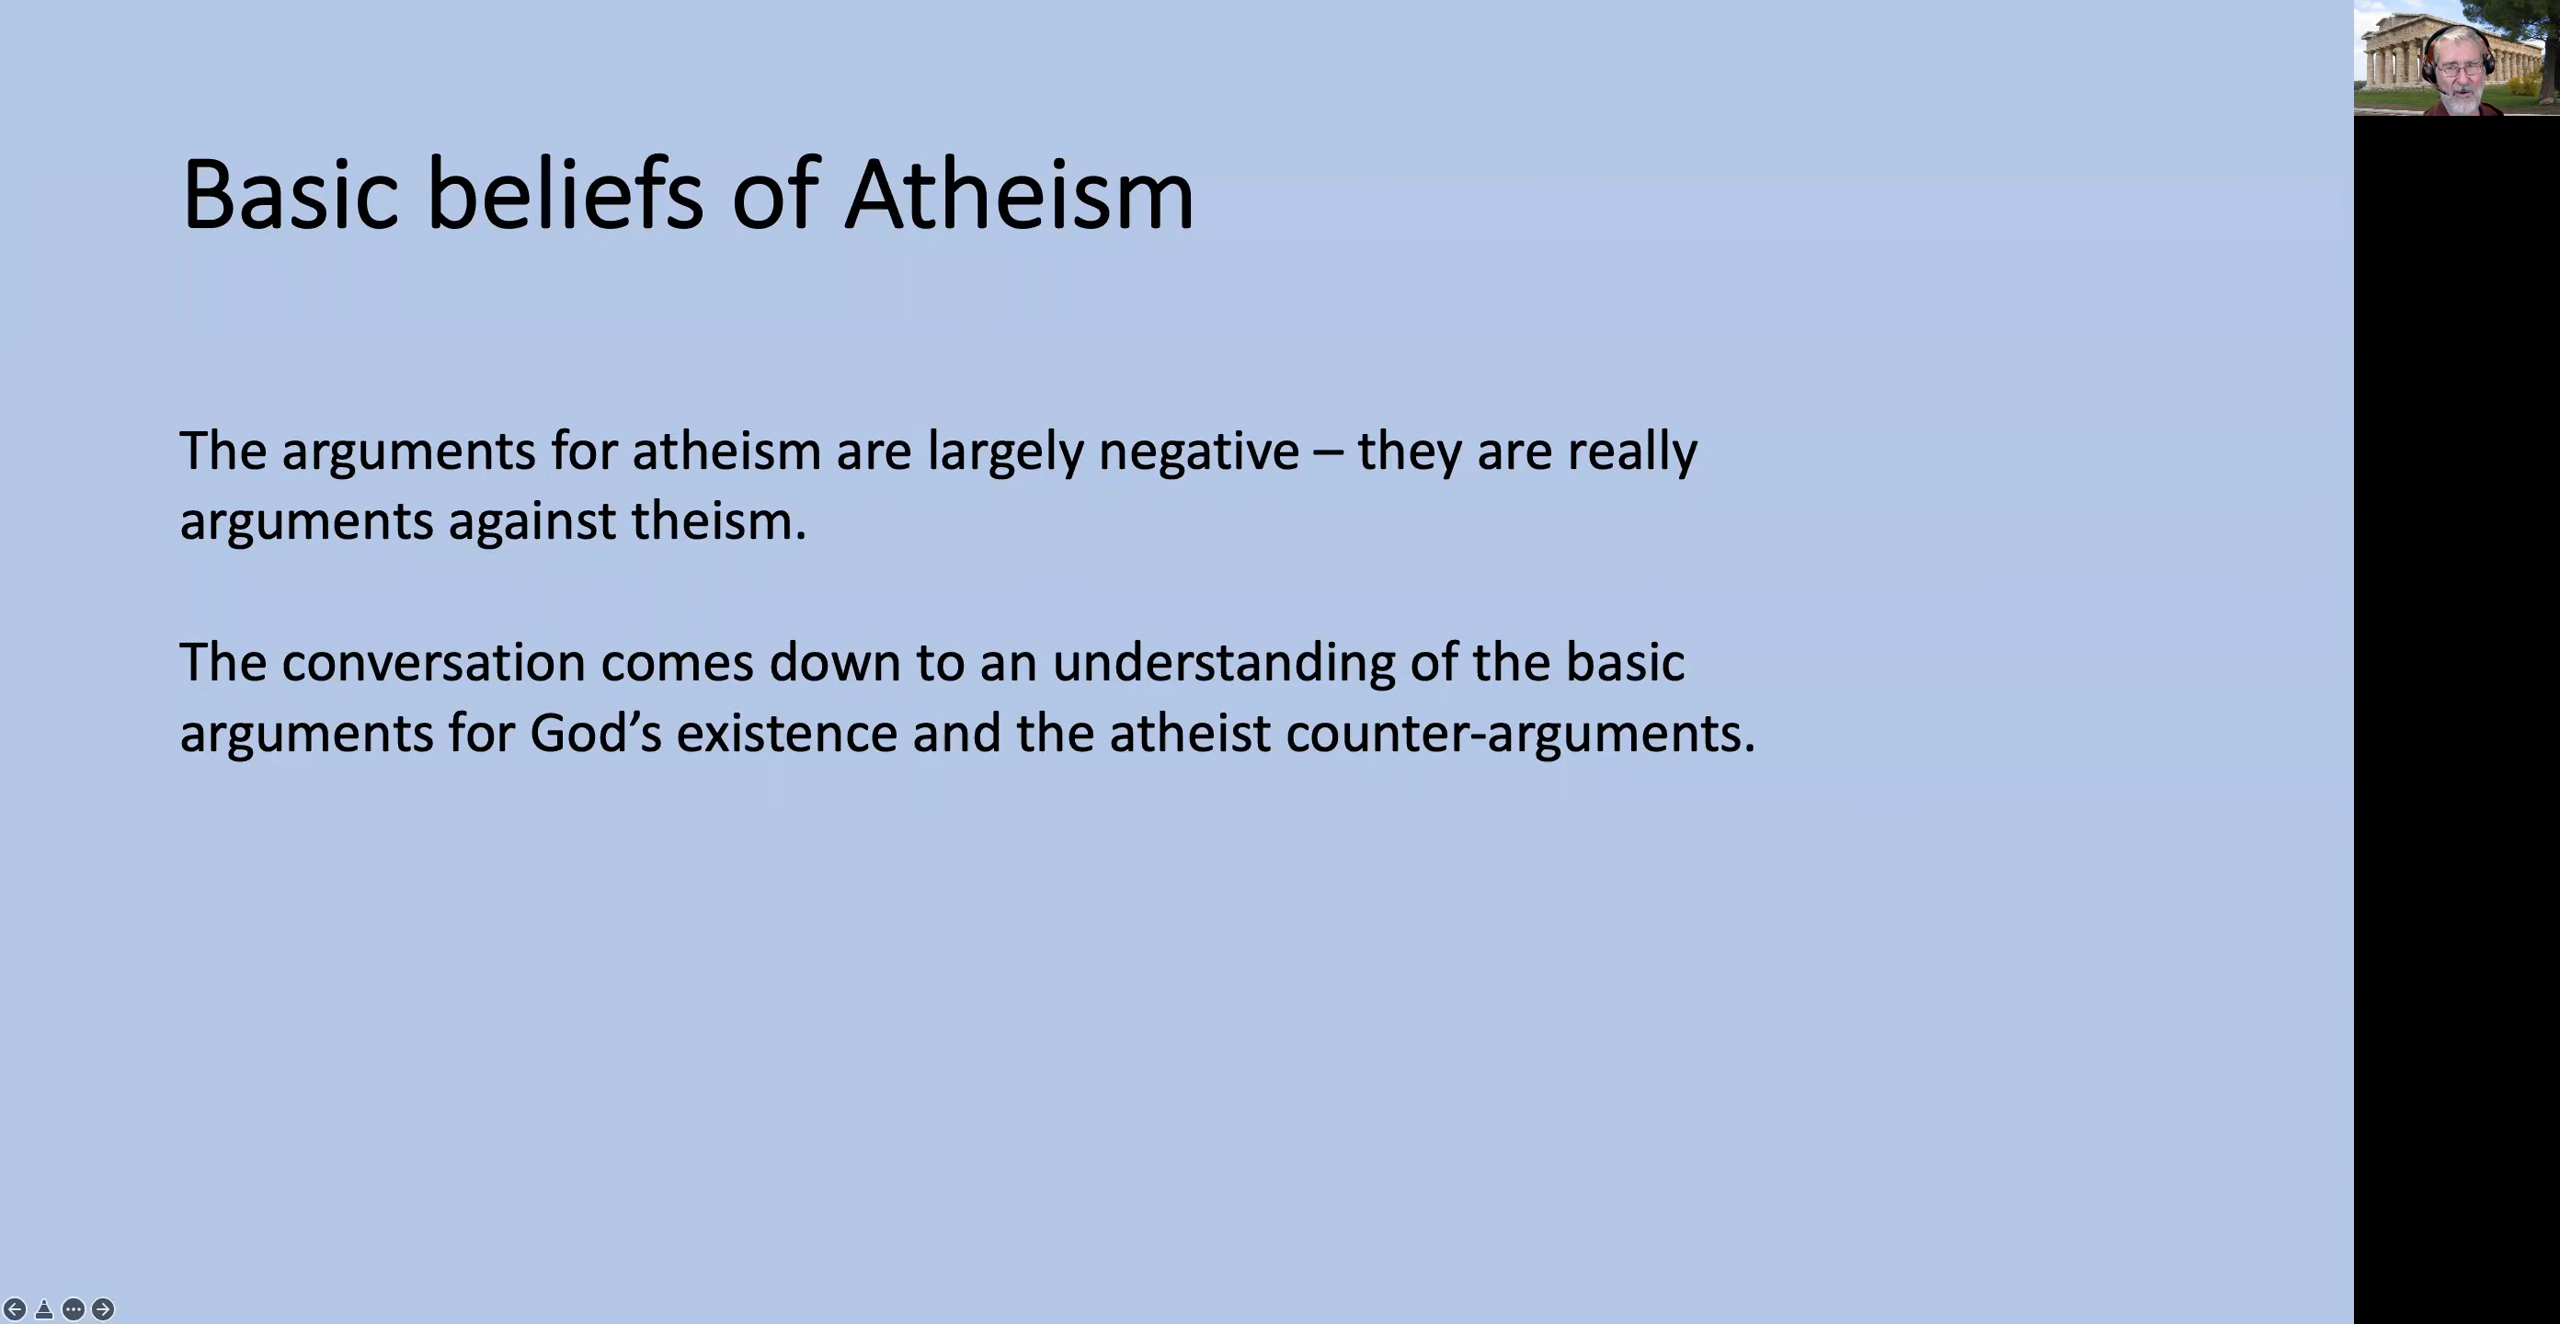 Basic beliefs of Atheism
The arguments for atheism are largely negative – they are really
arguments against theism.
The conversation comes down to an understanding of the basic
arguments for God’s existence and the atheist counter-arguments.